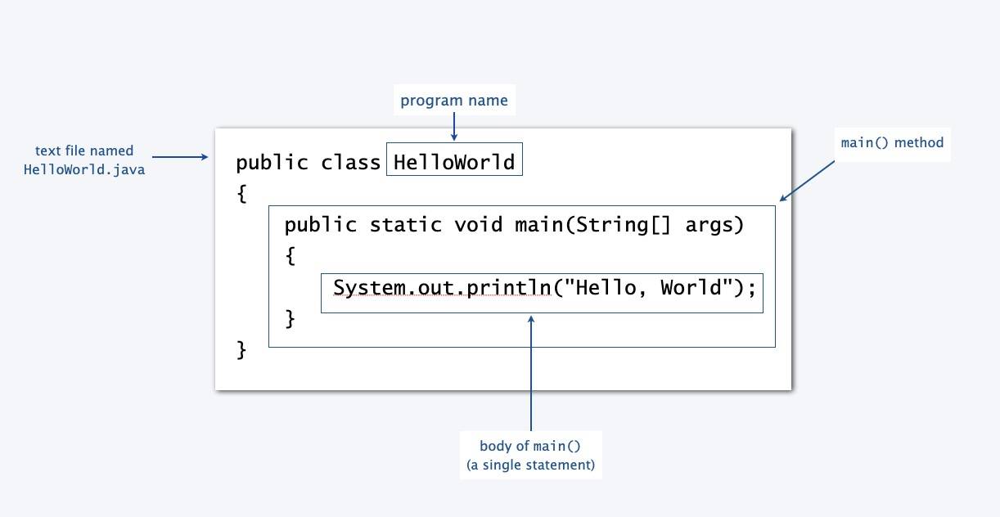 program name
text file named
HelloWorld.java
main() method
public class HelloWorld
{
public static void main(String[] args)
{
System.out.println("Hello, World");
}
}
body of main()
(a single statement)